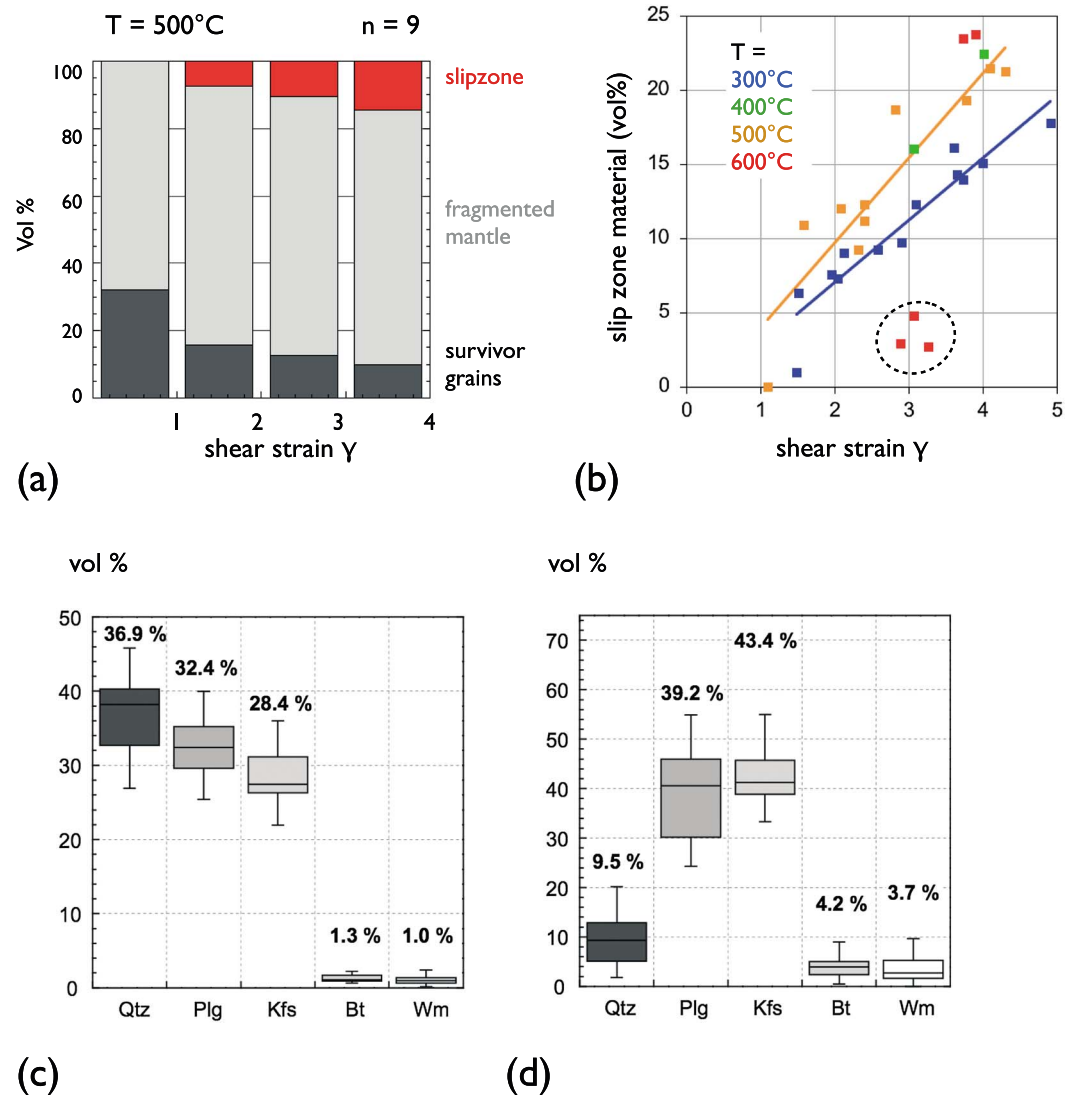 T = 500°C
n = 9
100
80
60
40
20
0
Vol %
slipzone
fragmented
mantle
survivor
grains
1
2
3
4
shear strain γ
(a)
25
20
15
10
5
0
slip zone material (vol%)
T =
300°C
400°C
500°C
600°C
0
1
2
3
4
5
shear strain γ
(b)
vol %
50
40
30
20
10
0
36.9 %
32.4 %
28.4 %
1.3 %
1.0 %
Qtz
Plg
Kfs
Bt
Wm
(c)
vol %
70
60
50
40
30
20
10
0
9.5 %
39.2 %
43.4 %
4.2 %
3.7 %
Qtz
Plg
Kfs
Bt
Wm
(d)